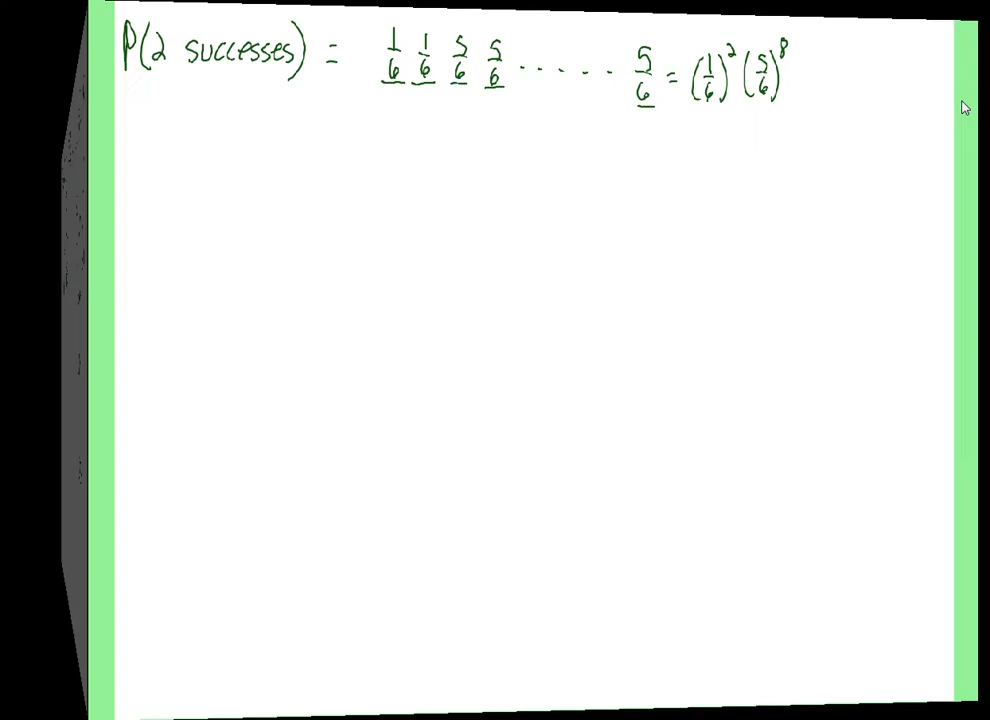 P(2 successes) = 1/6 1/6 5/6 5/6 ...... 5/6 = (1/6)² (5/6)⁸